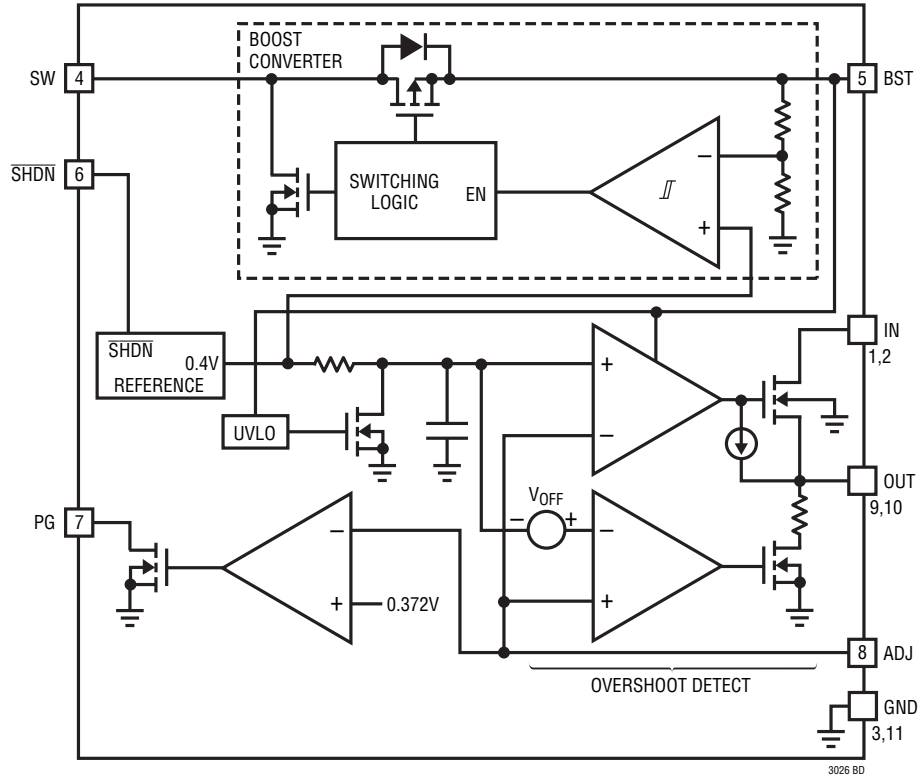 BOOST
CONVERTER
SW 4
5 BST
SHDN 6
SWITCHING
LOGIC
EN
−
+
IN
1,2
SHDN
0.4V
REFERENCE
+
−
UVLO
OUT
9,10
VOFF
− +
−
+
PG 7
−
+ 0.372V
8 ADJ
OVERSHOOT DETECT
GND
3,11
3026 BD